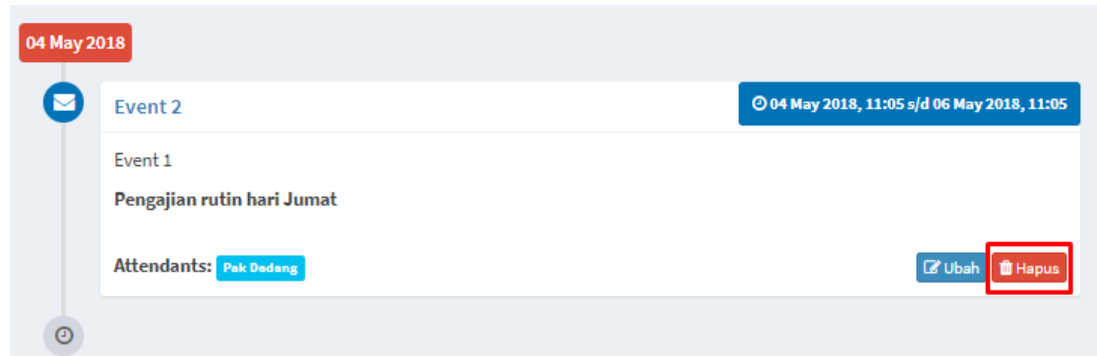 04 May 2018
Event 2
04 May 2018, 11:05 s/d 06 May 2018, 11:05
Event 1
Pengajian rutin hari Jumat
Attendants: Pak Dadang
Ubah Hapus